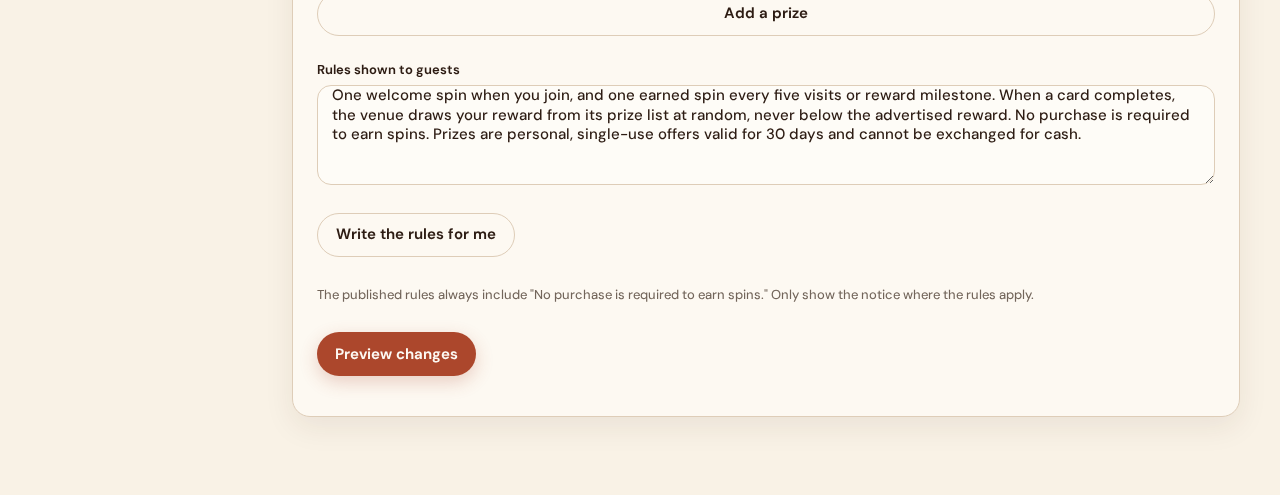 Add a prize
Rules shown to guests
One welcome spin when you join, and one earned spin every five visits or reward milestone. When a card completes,
the venue draws your reward from its prize list at random, never below the advertised reward. No purchase is required
to earn spins. Prizes are personal, single-use offers valid for 30 days and cannot be exchanged for cash.
Write the rules for me
The published rules always include "No purchase is required to earn spins." Only show the notice where the rules apply.
Preview changes